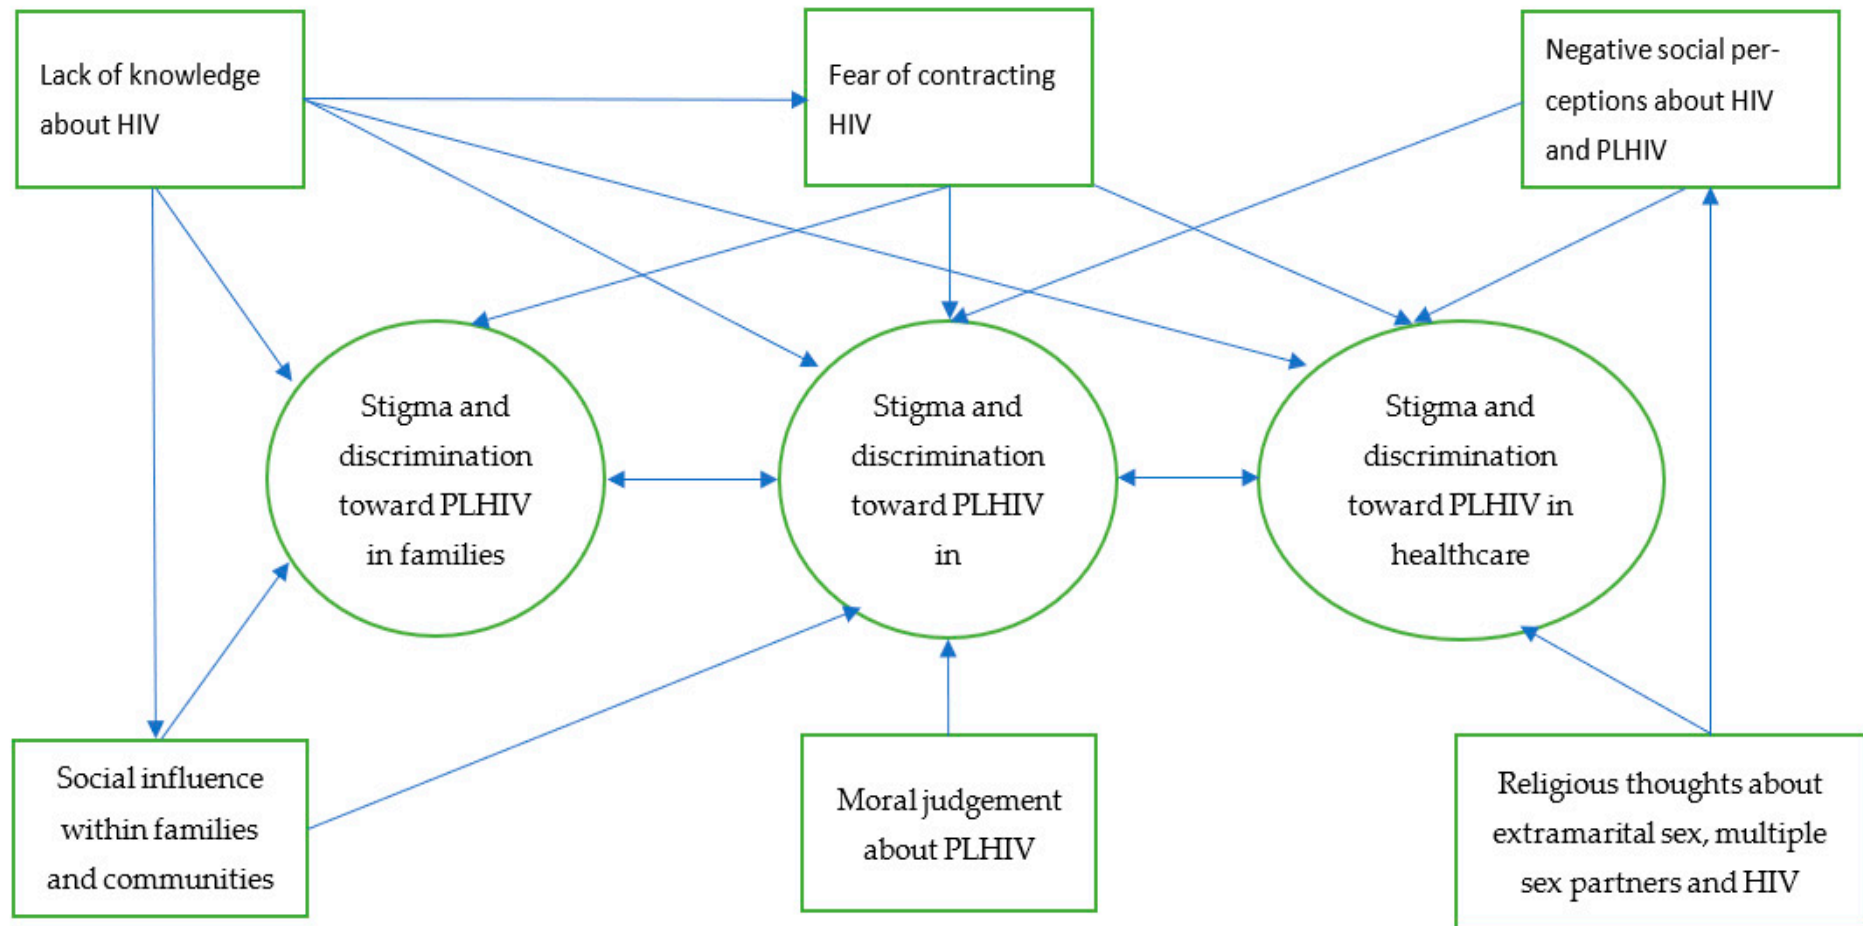 Lack of knowledge
about HIV
Fear of contracting
HIV
Negative social per-
ceptions about HIV
and PLHIV
Stigma and
discrimination
toward PLHIV
in families
Stigma and
discrimination
toward PLHIV
in
Stigma and
discrimination
toward PLHIV in
healthcare
Social influence
within families
and communities
Moral judgement
about PLHIV
Religious thoughts about
extramarital sex, multiple
sex partners and HIV